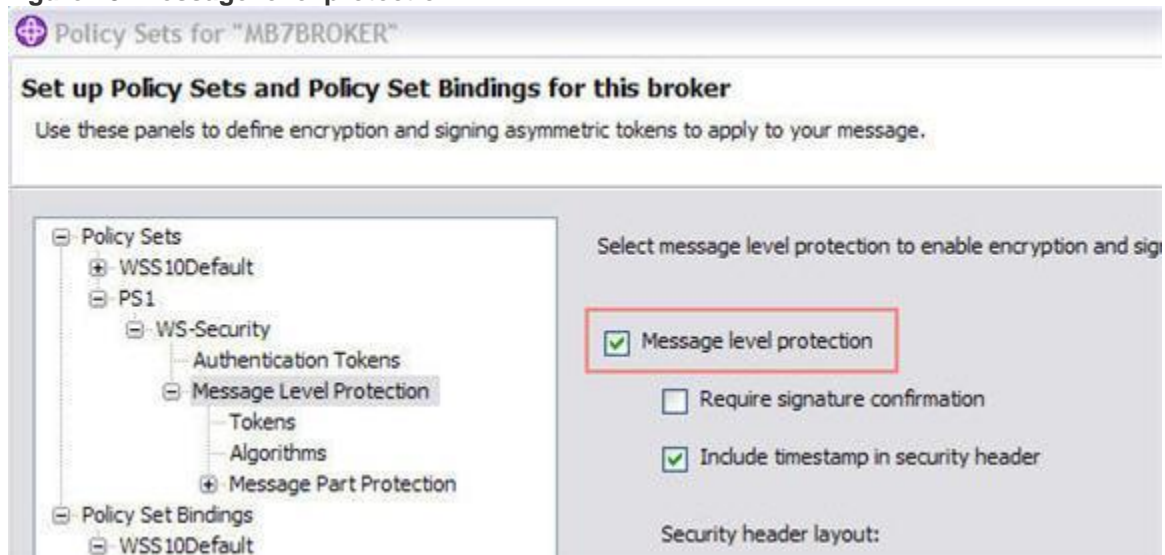 Policy Sets for "MB7BROKER"
Set up Policy Sets and Policy Set Bindings for this broker
Use these panels to define encryption and signing asymmetric tokens to apply to your message.
Policy Sets
WSS10Default
PS1
WS-Security
Authentication Tokens
Message Level Protection
Tokens
Algorithms
Message Part Protection
Policy Set Bindings
WSS10Default
Select message level protection to enable encryption and
Message level protection
Require signature confirmation
Include timestamp in security header
Security header layout: